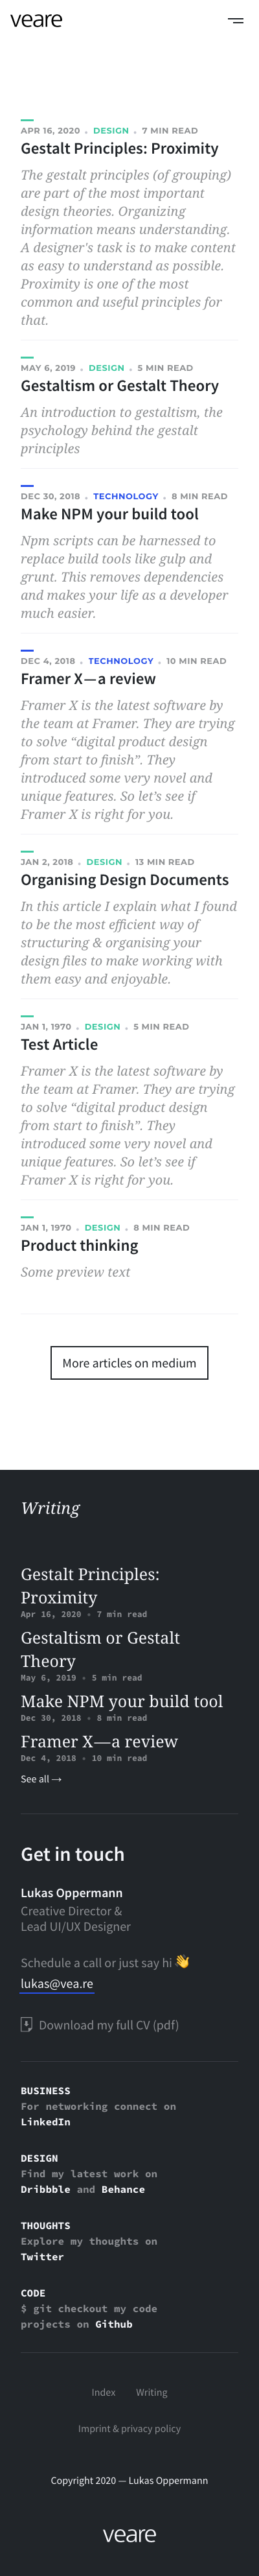 veare
APR 16, 2020 • DESIGN • 7 MIN READ
Gestalt Principles: Proximity
The gestalt principles (of grouping)
are part of the most important
design theories. Organizing
information means understanding.
A designer's task is to make content
as easy to understand as possible.
Proximity is one of the most
common and useful principles for
that.
MAY 6, 2019 • DESIGN • 5 MIN READ
Gestaltism or Gestalt Theory
An introduction to gestaltism, the
psychology behind the gestalt
principles
DEC 30, 2018 • TECHNOLOGY • 8 MIN READ
Make NPM your build tool
Npm scripts can be harnessed to
replace build tools like gulp and
grunt. This removes dependencies
and makes your life as a developer
much easier.
DEC 4, 2018 • TECHNOLOGY • 10 MIN READ
Framer X—a review
Framer X is the latest software by
the team at Framer. They are trying
to solve “digital product design
from start to finish”. They
introduced some very novel and
unique features. So let’s see if
Framer X is right for you.
JAN 2, 2018 • DESIGN • 13 MIN READ
Organising Design Documents
In this article I explain what I found
to be the most efficient way of
structuring & organising your
design files to make working with
them easy and enjoyable.
JAN 1, 1970 • DESIGN • 5 MIN READ
Test Article
Framer X is the latest software by
the team at Framer. They are trying
to solve “digital product design
from start to finish”. They
introduced some very novel and
unique features. So let’s see if
Framer X is right for you.
JAN 1, 1970 • DESIGN • 8 MIN READ
Product thinking
Some preview text
More articles on medium
Writing
Gestalt Principles:
Proximity
Apr 16, 2020 • 7 min read
Gestaltism or Gestalt
Theory
May 6, 2019 • 5 min read
Make NPM your build tool
Dec 30, 2018 • 8 min read
Framer X—a review
Dec 4, 2018 • 10 min read
See all →
Get in touch
Lukas Oppermann
Creative Director &
Lead UI/UX Designer
Schedule a call or just say hi 👋
lukas@vea.re
Download my full CV (pdf)
BUSINESS
For networking connect on
LinkedIn
DESIGN
Find my latest work on
Dribbble and Behance
THOUGHTS
Explore my thoughts on
Twitter
CODE
$ git checkout my code
projects on Github
Index Writing
Imprint & privacy policy
Copyright 2020 — Lukas Oppermann
veare